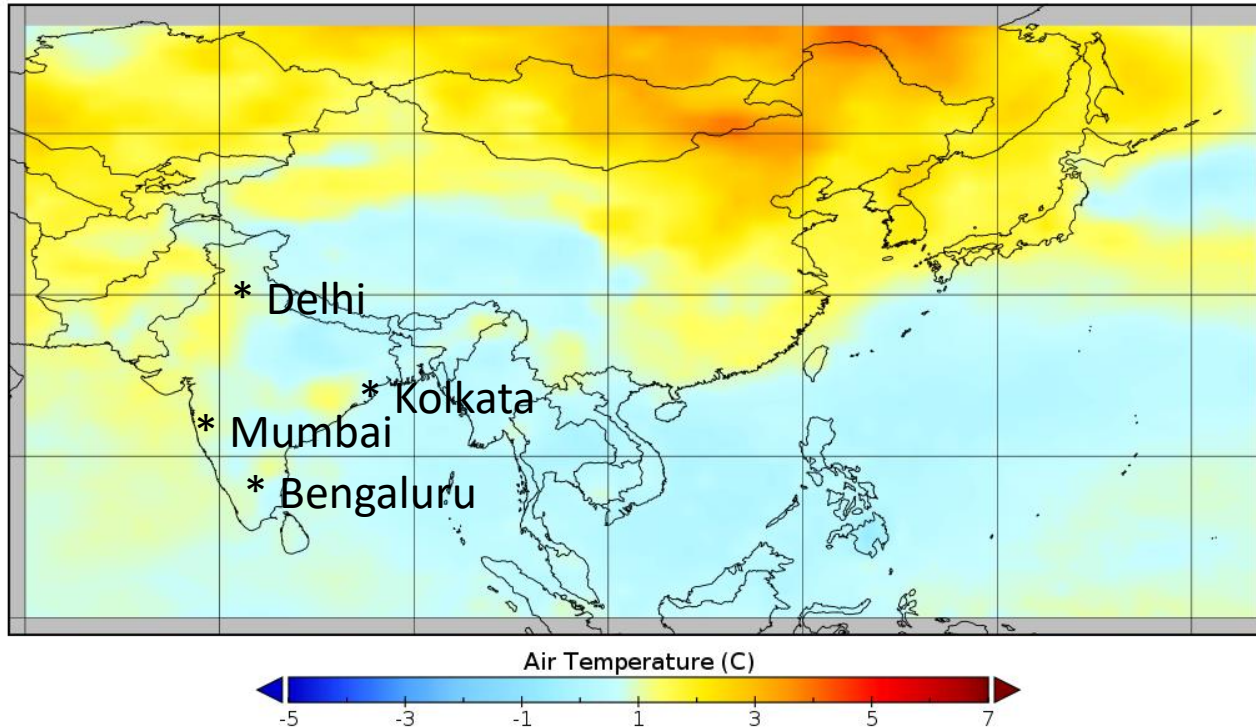 * Delhi
* Kolkata
* Mumbai
* Bengaluru
Air Temperature (C)
-5 -3 -1 1 3 5 7